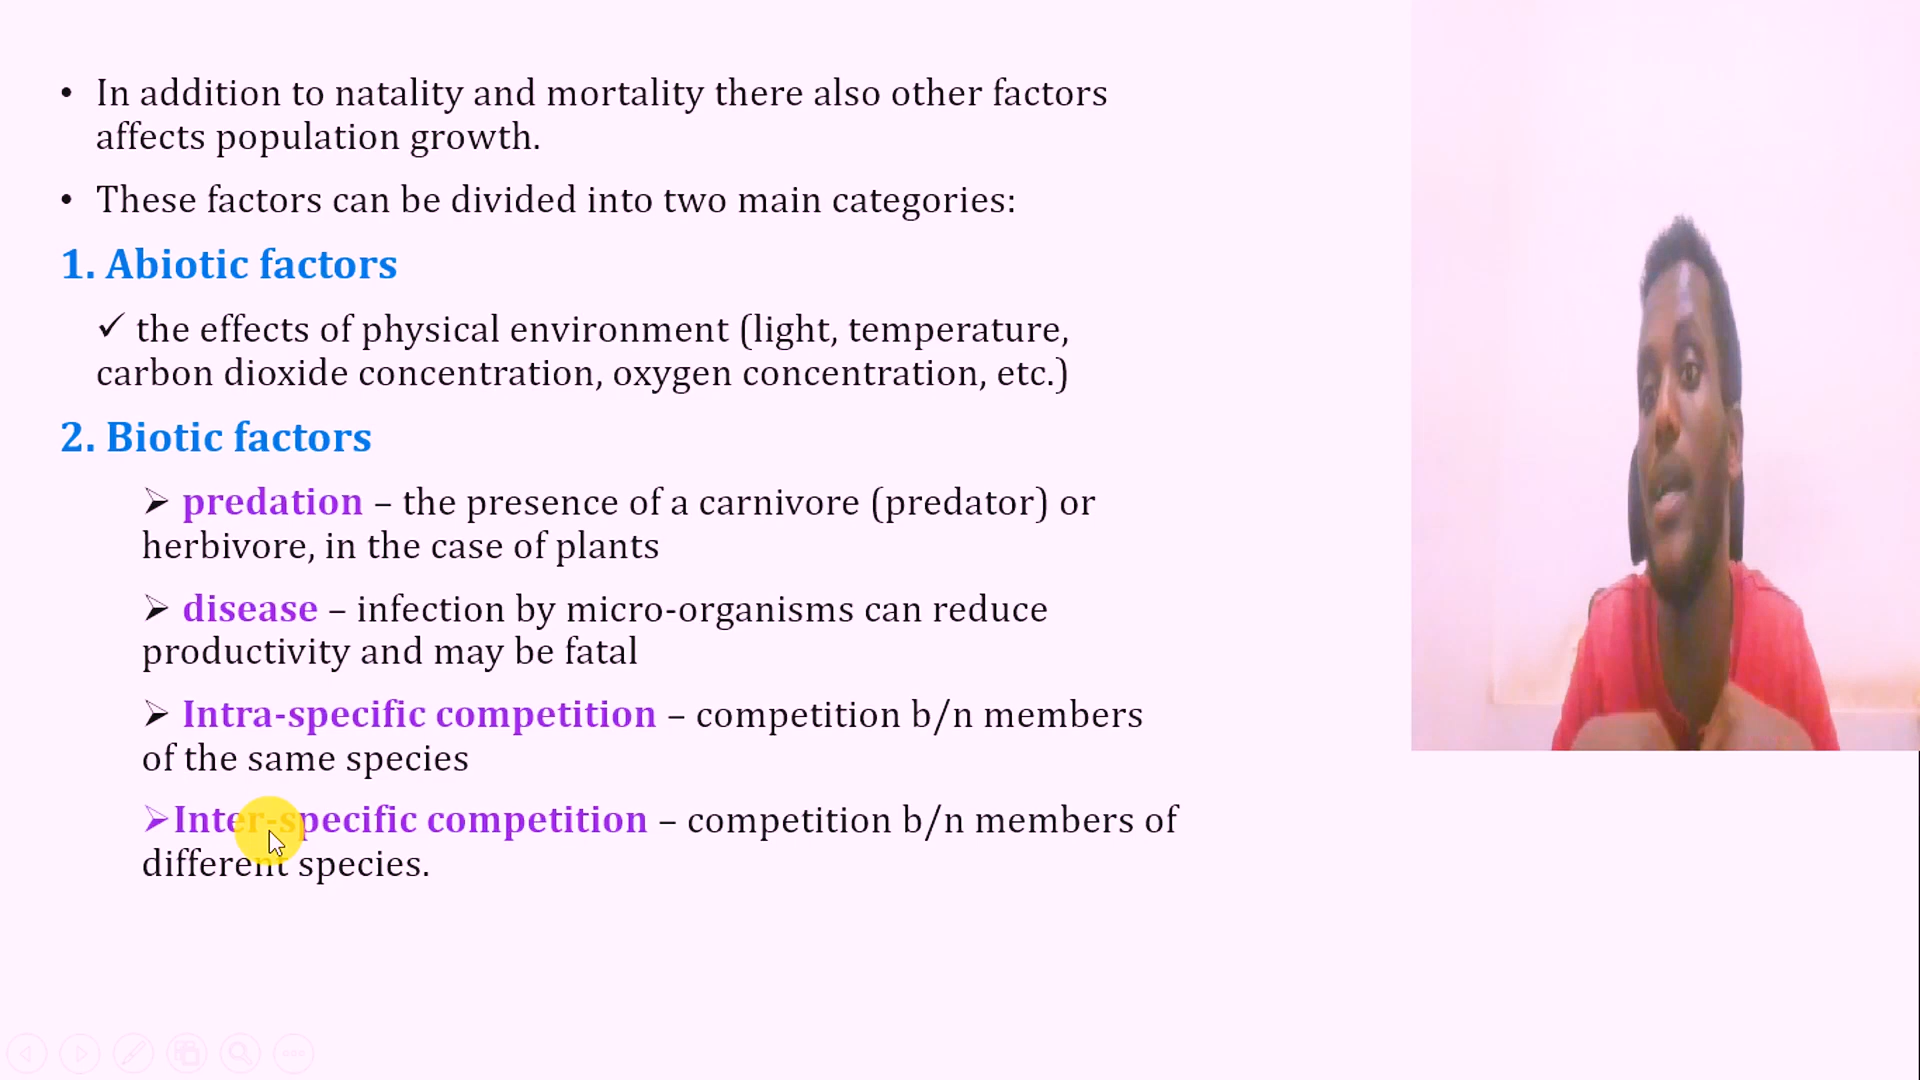 • In addition to natality and mortality there also other factors
affects population growth.
• These factors can be divided into two main categories:
1. Abiotic factors
✓ the effects of physical environment (light, temperature,
carbon dioxide concentration, oxygen concentration, etc.)
2. Biotic factors
➢ predation – the presence of a carnivore (predator) or
herbivore, in the case of plants
➢ disease – infection by micro-organisms can reduce
productivity and may be fatal
➢ Intra-specific competition – competition b/n members
of the same species
➢Inter-specific competition – competition b/n members of
different species.